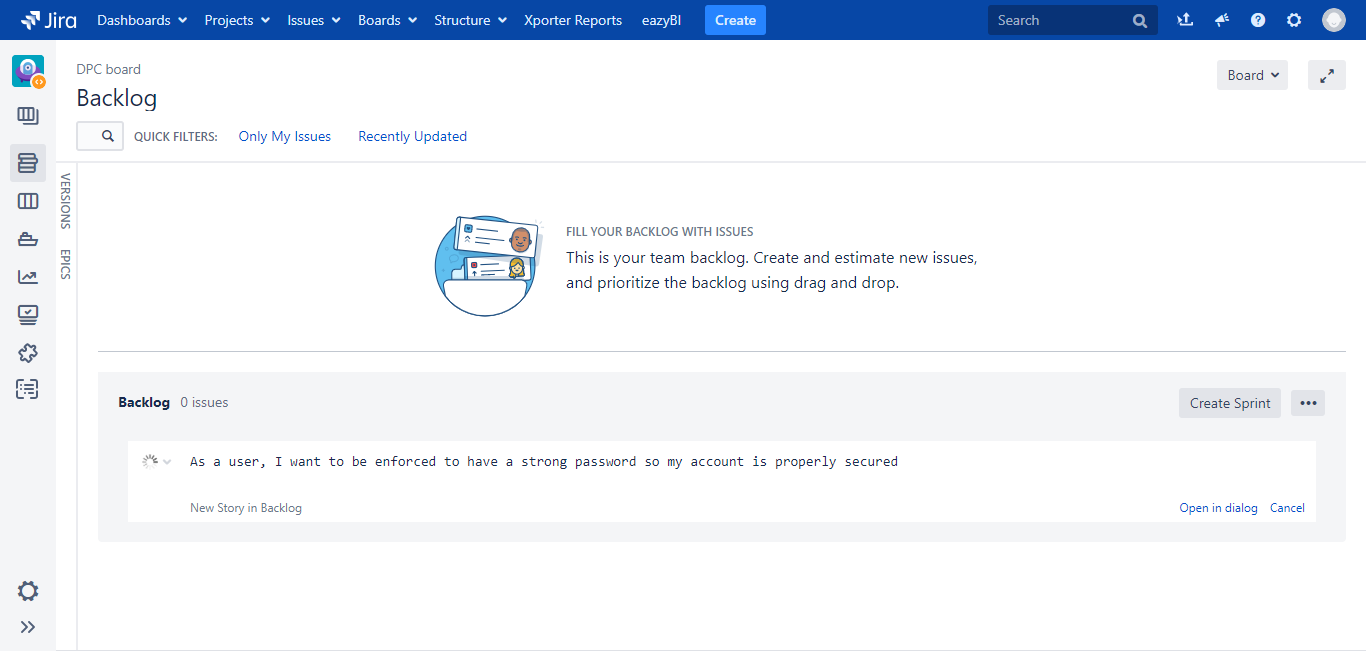 Jira Dashboards Projects Issues Boards Structure Xporter Reports eazyBI Create Search
DPC board
Backlog
Board
QUICK FILTERS: Only My Issues Recently Updated
VERSIONS
EPICS
FILL YOUR BACKLOG WITH ISSUES
This is your team backlog. Create and estimate new issues,
and prioritize the backlog using drag and drop.
Backlog 0 issues Create Sprint
As a user, I want to be enforced to have a strong password so my account is properly secured
New Story in Backlog Open in dialog Cancel